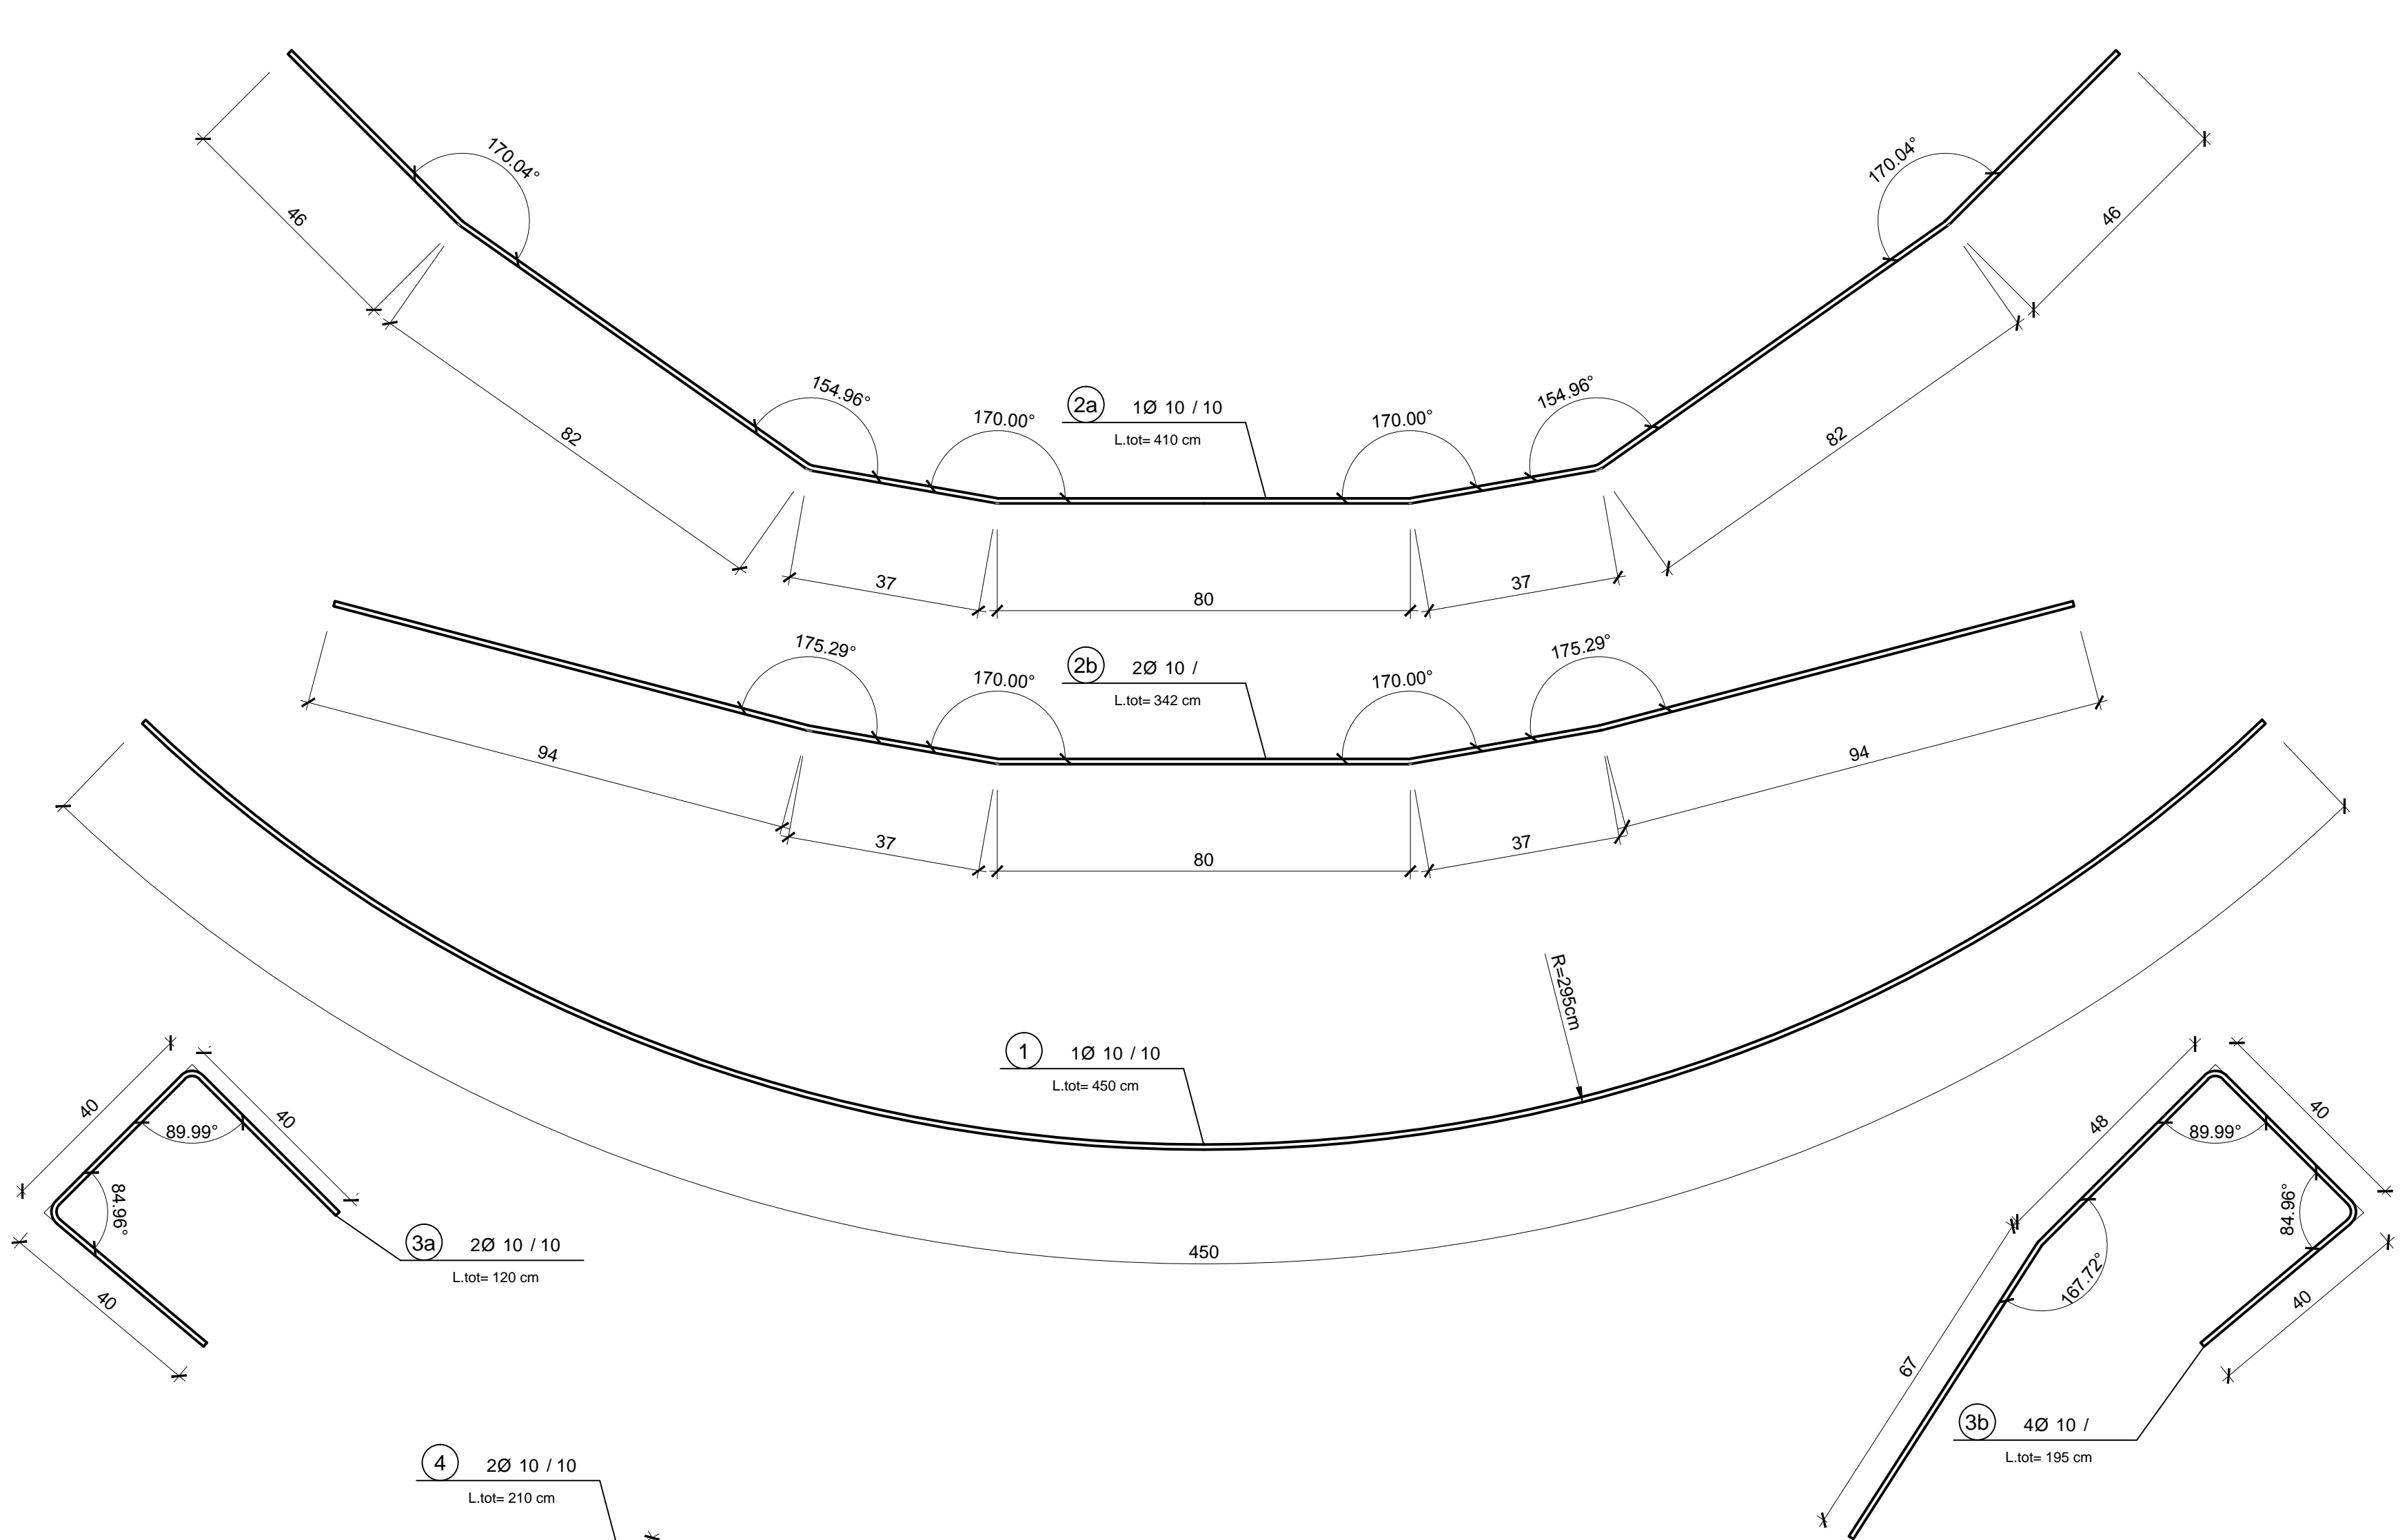 170.04°
170.04°
46
46
154.96°
170.00°
2a 1Ø 10 / 10
L.tot= 410 cm
170.00°
154.96°
82
82
37
80
37
175.29°
170.00°
2b 2Ø 10 /
L.tot= 342 cm
170.00°
175.29°
94
94
37
80
37
R=295cm
1 1Ø 10 / 10
L.tot= 450 cm
450
40
40
89.99°
84.96°
40
3a 2Ø 10 / 10
L.tot= 120 cm
48
40
89.99°
84.96°
167.72°
40
67
3b 4Ø 10 /
L.tot= 195 cm
4 2Ø 10 / 10
L.tot= 210 cm